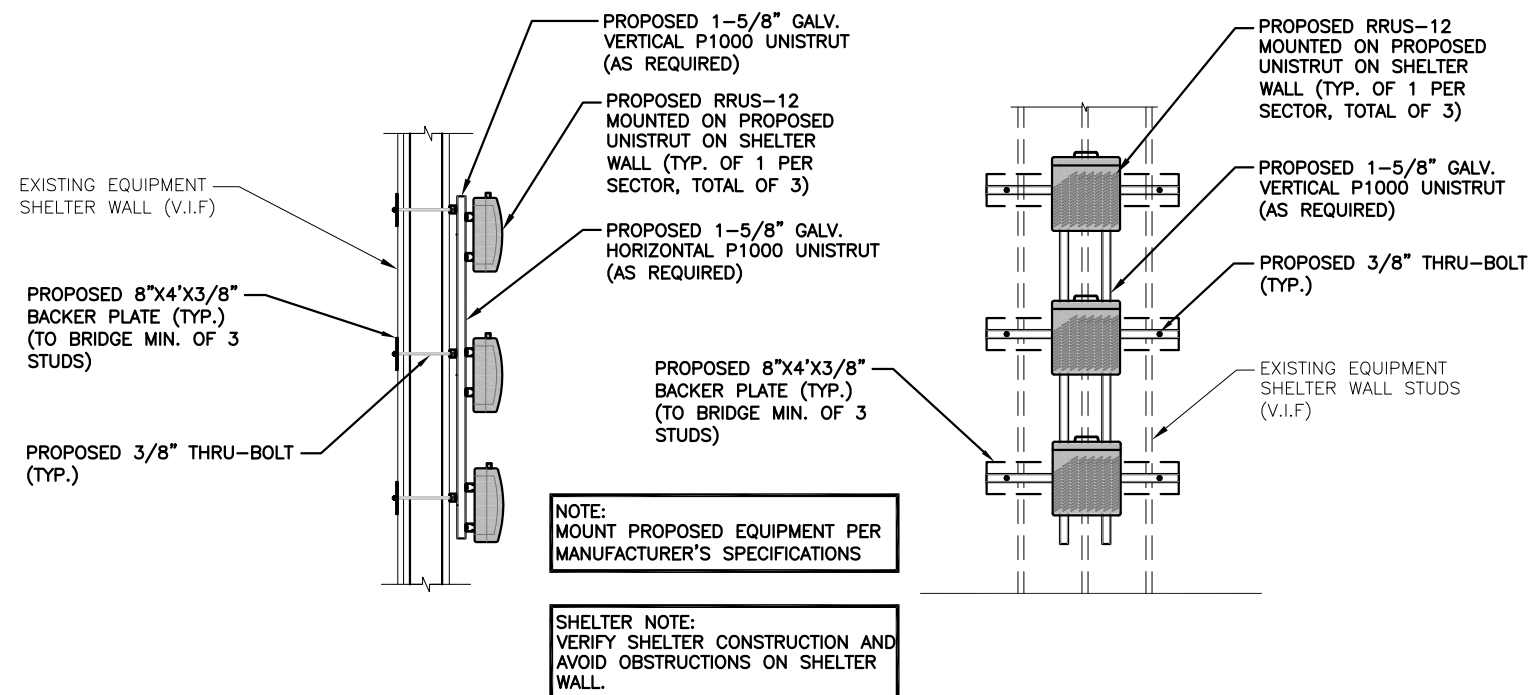 PROPOSED 1-5/8" GALV.
VERTICAL P1000 UNISTRUT
(AS REQUIRED)
PROPOSED RRUS-12
MOUNTED ON PROPOSED
UNISTRUT ON SHELTER
WALL (TYP. OF 1 PER
SECTOR, TOTAL OF 3)
EXISTING EQUIPMENT
SHELTER WALL (V.I.F)
PROPOSED 1-5/8" GALV.
HORIZONTAL P1000 UNISTRUT
(AS REQUIRED)
PROPOSED 8"X4'X3/8"
BACKER PLATE (TYP.)
(TO BRIDGE MIN. OF 3
STUDS)
PROPOSED 3/8" THRU-BOLT
(TYP.)
NOTE:
MOUNT PROPOSED EQUIPMENT PER
MANUFACTURER'S SPECIFICATIONS
SHELTER NOTE:
VERIFY SHELTER CONSTRUCTION AND
AVOID OBSTRUCTIONS ON SHELTER
WALL.
PROPOSED RRUS-12
MOUNTED ON PROPOSED
UNISTRUT ON SHELTER
WALL (TYP. OF 1 PER
SECTOR, TOTAL OF 3)
PROPOSED 1-5/8" GALV.
VERTICAL P1000 UNISTRUT
(AS REQUIRED)
PROPOSED 3/8" THRU-BOLT
(TYP.)
PROPOSED 8"X4'X3/8"
BACKER PLATE (TYP.)
(TO BRIDGE MIN. OF 3
STUDS)
EXISTING EQUIPMENT
SHELTER WALL STUDS
(V.I.F)